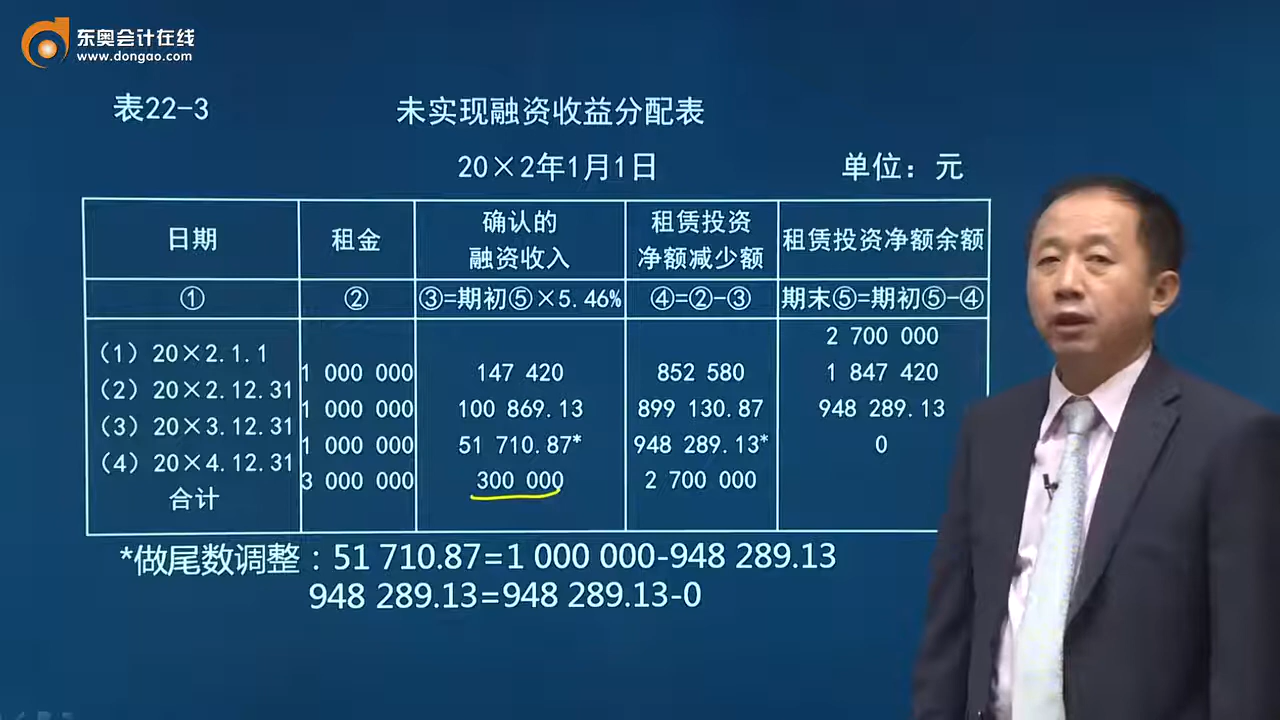 东奥会计在线
www.dongao.com
表22-3 未实现融资收益分配表
20×2年1月1日 单位：元
日期 租金 确认的融资收入 租赁投资净额减少额 租赁投资净额余额
① ② ③=期初⑤×5.46% ④=②-③ 期末⑤=期初⑤-④
（1）20×2.1.1 2 700 000
（2）20×2.12.31 1 000 000 147 420 852 580 1 847 420
（3）20×3.12.31 1 000 000 100 869.13 899 130.87 948 289.13
（4）20×4.12.31 1 000 000 51 710.87* 948 289.13* 0
合计 3 000 000 300 000 2 700 000
*做尾数调整：51 710.87=1 000 000-948 289.13
948 289.13=948 289.13-0